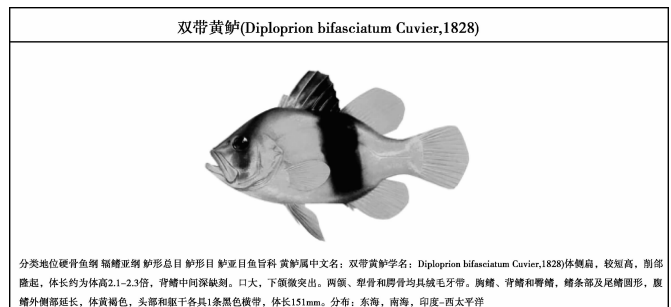 双带黄鲈(Diploprion bifasciatum Cuvier,1828)
分类地位硬骨鱼纲 辐鳍亚纲 鲈形总目 鲈形目 鲈亚目鱼旨科 黄鲈属中文名：双带黄鲈学名：Diploprion bifasciatum Cuvier,1828)体侧扁，较短高，削部
隆起，体长约为体高2.1-2.3倍，背鳍中间深缺刻。口大，下颌微突出。两颌、犁骨和腭骨均具绒毛牙带。胸鳍、背鳍和臀鳍，鳍条部及尾鳍圆形，腹
鳍外侧部延长，体黄褐色，头部和躯干各具1条黑色横带，体长151mm。分布：东海，南海，印度-西太平洋